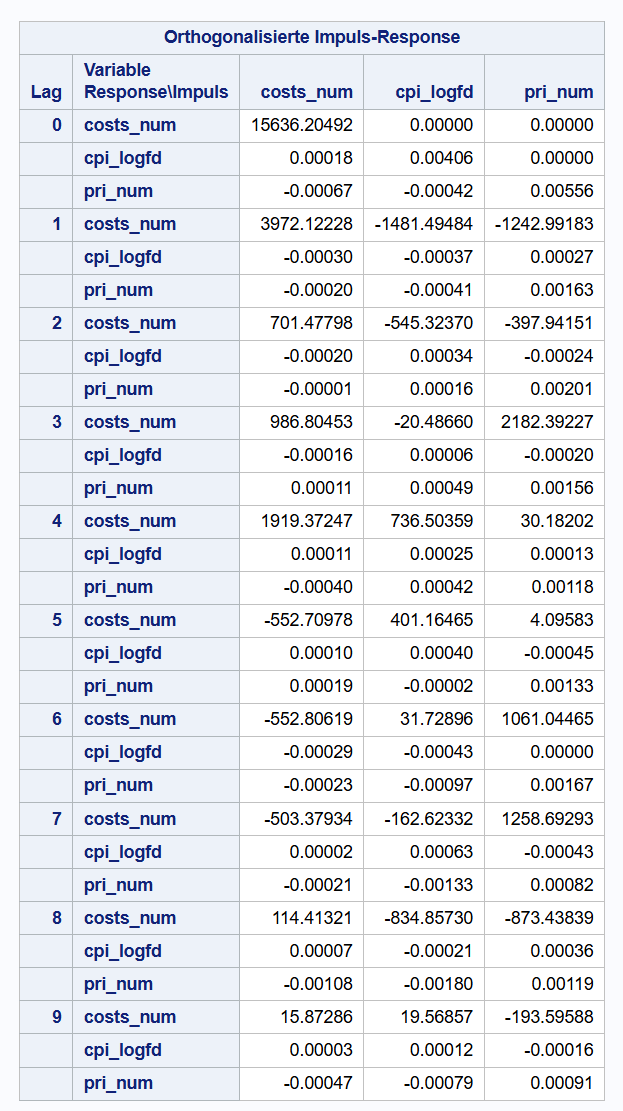 Orthogonalisierte Impuls-Response
Variable
Lag Response\Impuls costs_num cpi_logfd pri_num
0 costs_num 15636.20492 0.00000 0.00000
cpi_logfd 0.00018 0.00406 0.00000
pri_num -0.00067 -0.00042 0.00556
1 costs_num 3972.12228 -1481.49484 -1242.99183
cpi_logfd -0.00030 -0.00037 0.00027
pri_num -0.00020 -0.00041 0.00163
2 costs_num 701.47798 -545.32370 -397.94151
cpi_logfd -0.00020 0.00034 -0.00024
pri_num -0.00001 0.00016 0.00201
3 costs_num 986.80453 -20.48660 2182.39227
cpi_logfd -0.00016 0.00006 -0.00020
pri_num 0.00011 0.00049 0.00156
4 costs_num 1919.37247 736.50359 30.18202
cpi_logfd 0.00011 0.00025 0.00013
pri_num -0.00040 0.00042 0.00118
5 costs_num -552.70978 401.16465 4.09583
cpi_logfd 0.00010 0.00040 -0.00045
pri_num 0.00019 -0.00002 0.00133
6 costs_num -552.80619 31.72896 1061.04465
cpi_logfd -0.00029 -0.00043 0.00000
pri_num -0.00023 -0.00097 0.00167
7 costs_num -503.37934 -162.62332 1258.69293
cpi_logfd 0.00002 0.00063 -0.00043
pri_num -0.00021 -0.00133 0.00082
8 costs_num 114.41321 -834.85730 -873.43839
cpi_logfd 0.00007 -0.00021 0.00036
pri_num -0.00108 -0.00180 0.00119
9 costs_num 15.87286 19.56857 -193.59588
cpi_logfd 0.00003 0.00012 -0.00016
pri_num -0.00047 -0.00079 0.00091